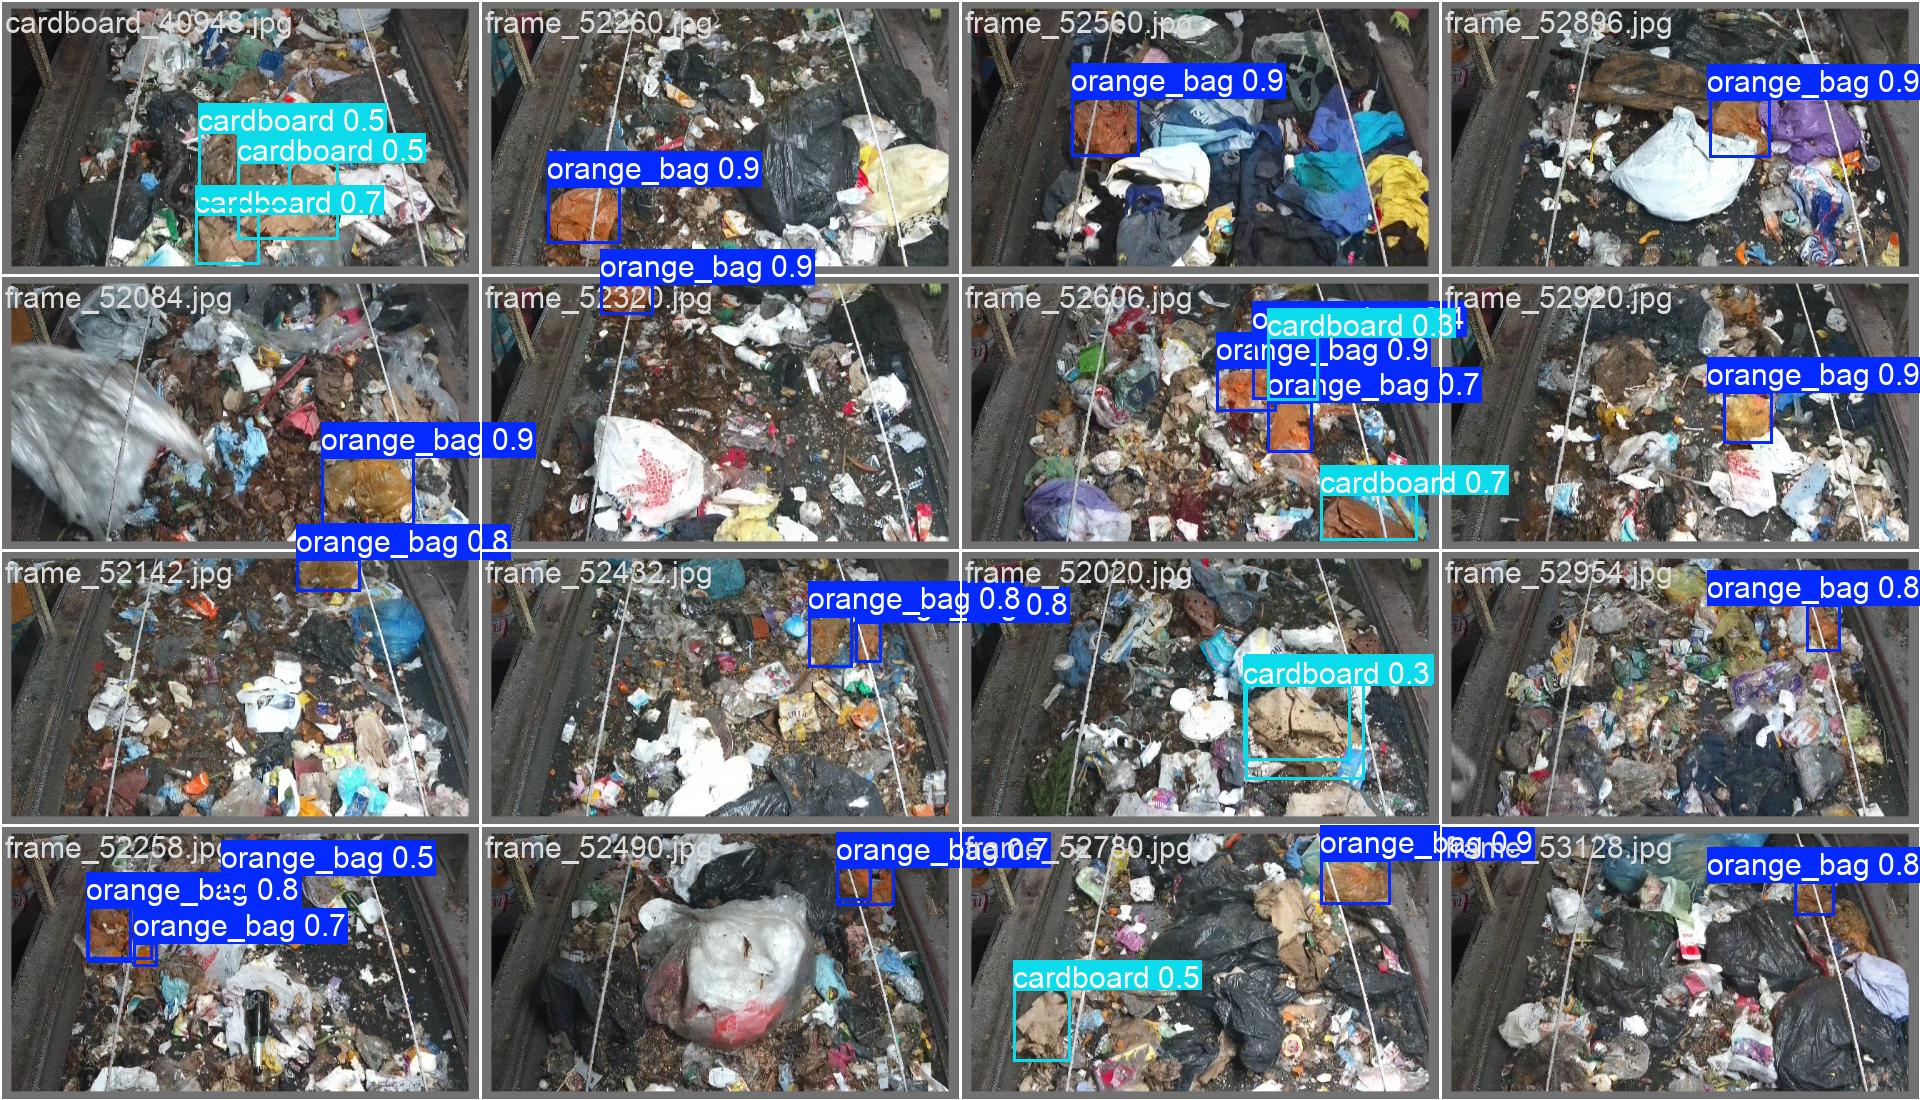 cardboard_40948.jpg
cardboard 0.5
cardboard 0.5
cardboard 0.7
frame_52260.jpg
orange_bag 0.9
frame_52560.jpg
orange_bag 0.9
frame_52896.jpg
orange_bag 0.9
frame_52084.jpg
orange_bag 0.9
frame_52320.jpg
orange_bag 0.9
frame_52606.jpg
cardboard 0.3
orange_bag 0.9
orange_bag 0.7
cardboard 0.7
frame_52920.jpg
orange_bag 0.9
frame_52142.jpg
orange_bag 0.8
frame_52432.jpg
orange_bag 0.8
0.8
frame_52020.jpg
cardboard 0.3
frame_52954.jpg
orange_bag 0.8
frame_52258.jpg
orange_bag 0.5
orange_bag 0.8
orange_bag 0.7
frame_52490.jpg
orange_bag 0.7
frame_52780.jpg
orange_bag 0.9
cardboard 0.5
frame_53128.jpg
orange_bag 0.8